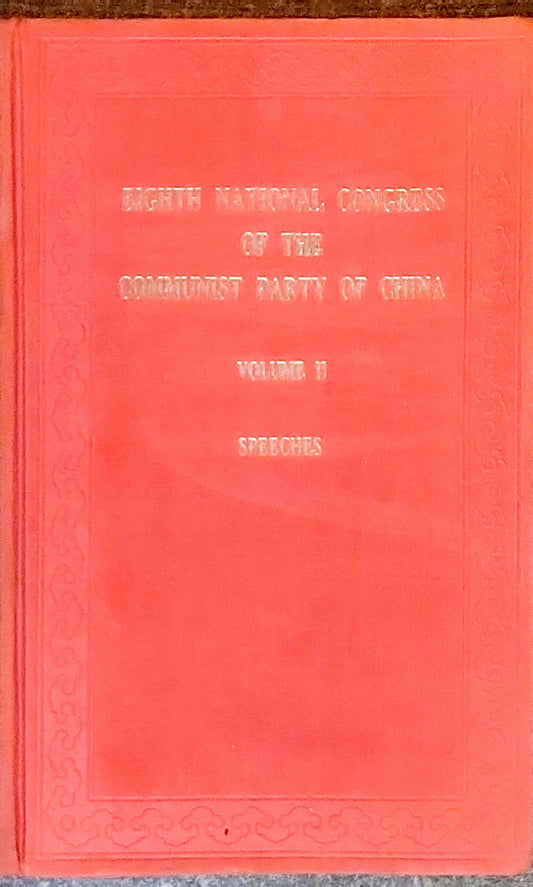 EIGHTH NATIONAL CONGRESS
OF THE
COMMUNIST PARTY OF CHINA
VOLUME II
SPEECHES